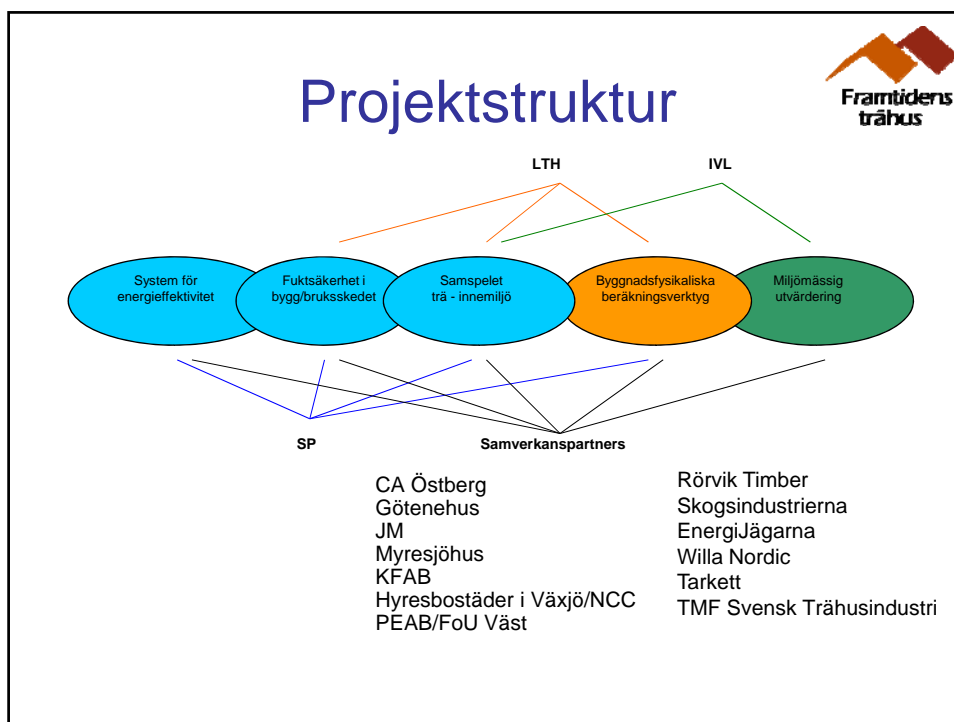 Projektstruktur
Framtidens
trähus
LTH
IVL
System för
energieffektivitet
Fuktsäkerhet i
bygg/bruksskedet
Samspelet
trä - innemiljö
Byggnadsfysikaliska
beräkningsverktyg
Miljömässig
utvärdering
SP
Samverkanspartners
CA Östberg
Götenehus
JM
Myresjöhus
KFAB
Hyresbostäder i Växjö/NCC
PEAB/FoU Väst
Rörvik Timber
Skogsindustrierna
EnergiJägarna
Willa Nordic
Tarkett
TMF Svensk Trähusindustri